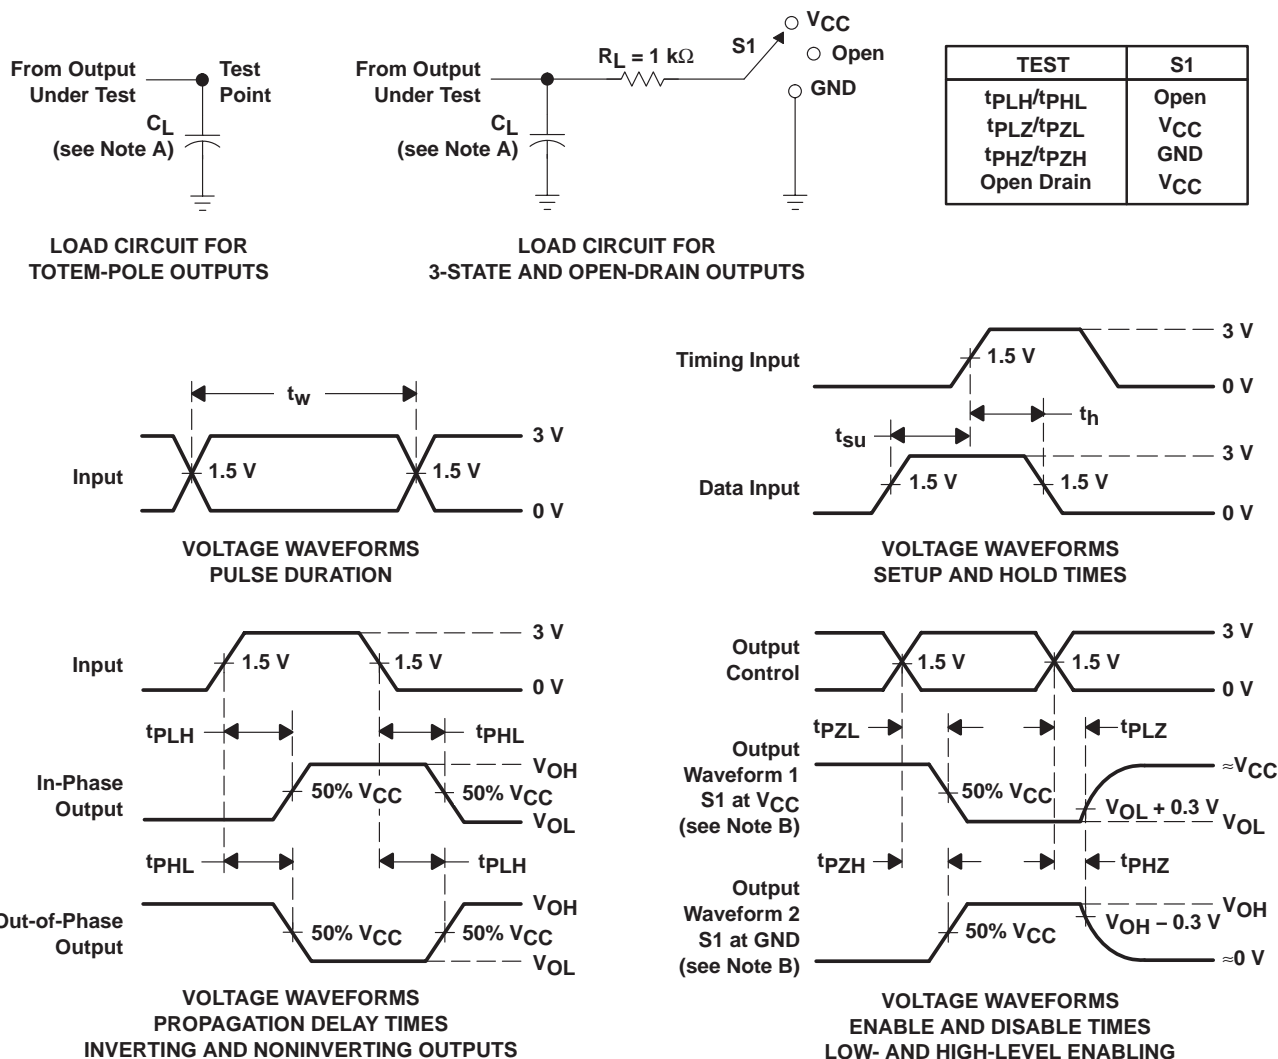 From Output
Under Test
Test
Point
CL
(see Note A)
LOAD CIRCUIT FOR
TOTEM-POLE OUTPUTS
From Output
Under Test
RL = 1 kΩ
S1
VCC
Open
GND
CL
(see Note A)
LOAD CIRCUIT FOR
3-STATE AND OPEN-DRAIN OUTPUTS
TEST S1
tPLH/tPHL Open
tPLZ/tPZL VCC
tPHZ/tPZH GND
Open Drain VCC
tw
Input
1.5 V
1.5 V
3 V
0 V
VOLTAGE WAVEFORMS
PULSE DURATION
Timing Input
1.5 V
3 V
0 V
tsu
th
Data Input
1.5 V
1.5 V
3 V
0 V
VOLTAGE WAVEFORMS
SETUP AND HOLD TIMES
Input
1.5 V
1.5 V
3 V
0 V
tPLH
tPHL
In-Phase
Output
50% VCC
50% VCC
VOH
VOL
tPHL
tPLH
Out-of-Phase
Output
50% VCC
50% VCC
VOH
VOL
VOLTAGE WAVEFORMS
PROPAGATION DELAY TIMES
INVERTING AND NONINVERTING OUTPUTS
Output
Control
1.5 V
1.5 V
3 V
0 V
tPZL
tPLZ
Output
Waveform 1
S1 at VCC
(see Note B)
50% VCC
VOL + 0.3 V
≈VCC
VOL
tPZH
tPHZ
Output
Waveform 2
S1 at GND
(see Note B)
50% VCC
VOH − 0.3 V
VOH
≈0 V
VOLTAGE WAVEFORMS
ENABLE AND DISABLE TIMES
LOW- AND HIGH-LEVEL ENABLING